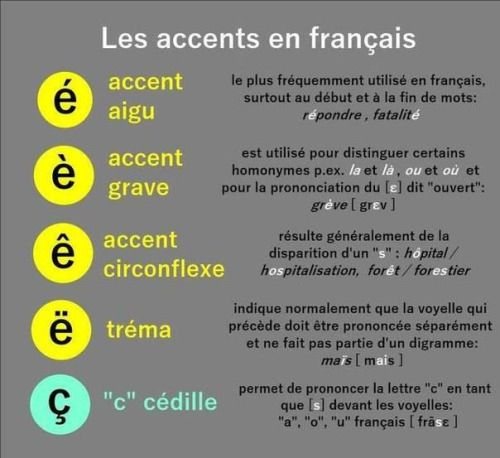 Les accents en français
é
accent
aigu
le plus fréquemment utilisé en français,
surtout au début et à la fin de mots:
répondre , fatalité
è
accent
grave
est utilisé pour distinguer certains
homonymes p.ex. la et là , ou et où et
pour la prononciation du [ɛ] dit "ouvert":
grève [ grɛv ]
ê
accent
circonflexe
résulte généralement de la
disparition d'un "s" : hôpital /
hospitalisation, forêt / forestier
ë
tréma
indique normalement que la voyelle qui
précède doit être prononcée séparément
et ne fait pas partie d'un digramme:
maïs [ mais ]
ç
"c" cédille
permet de prononcer la lettre "c" en tant
que [s] devant les voyelles:
"a", "o", "u" français [ frãsɛ ]